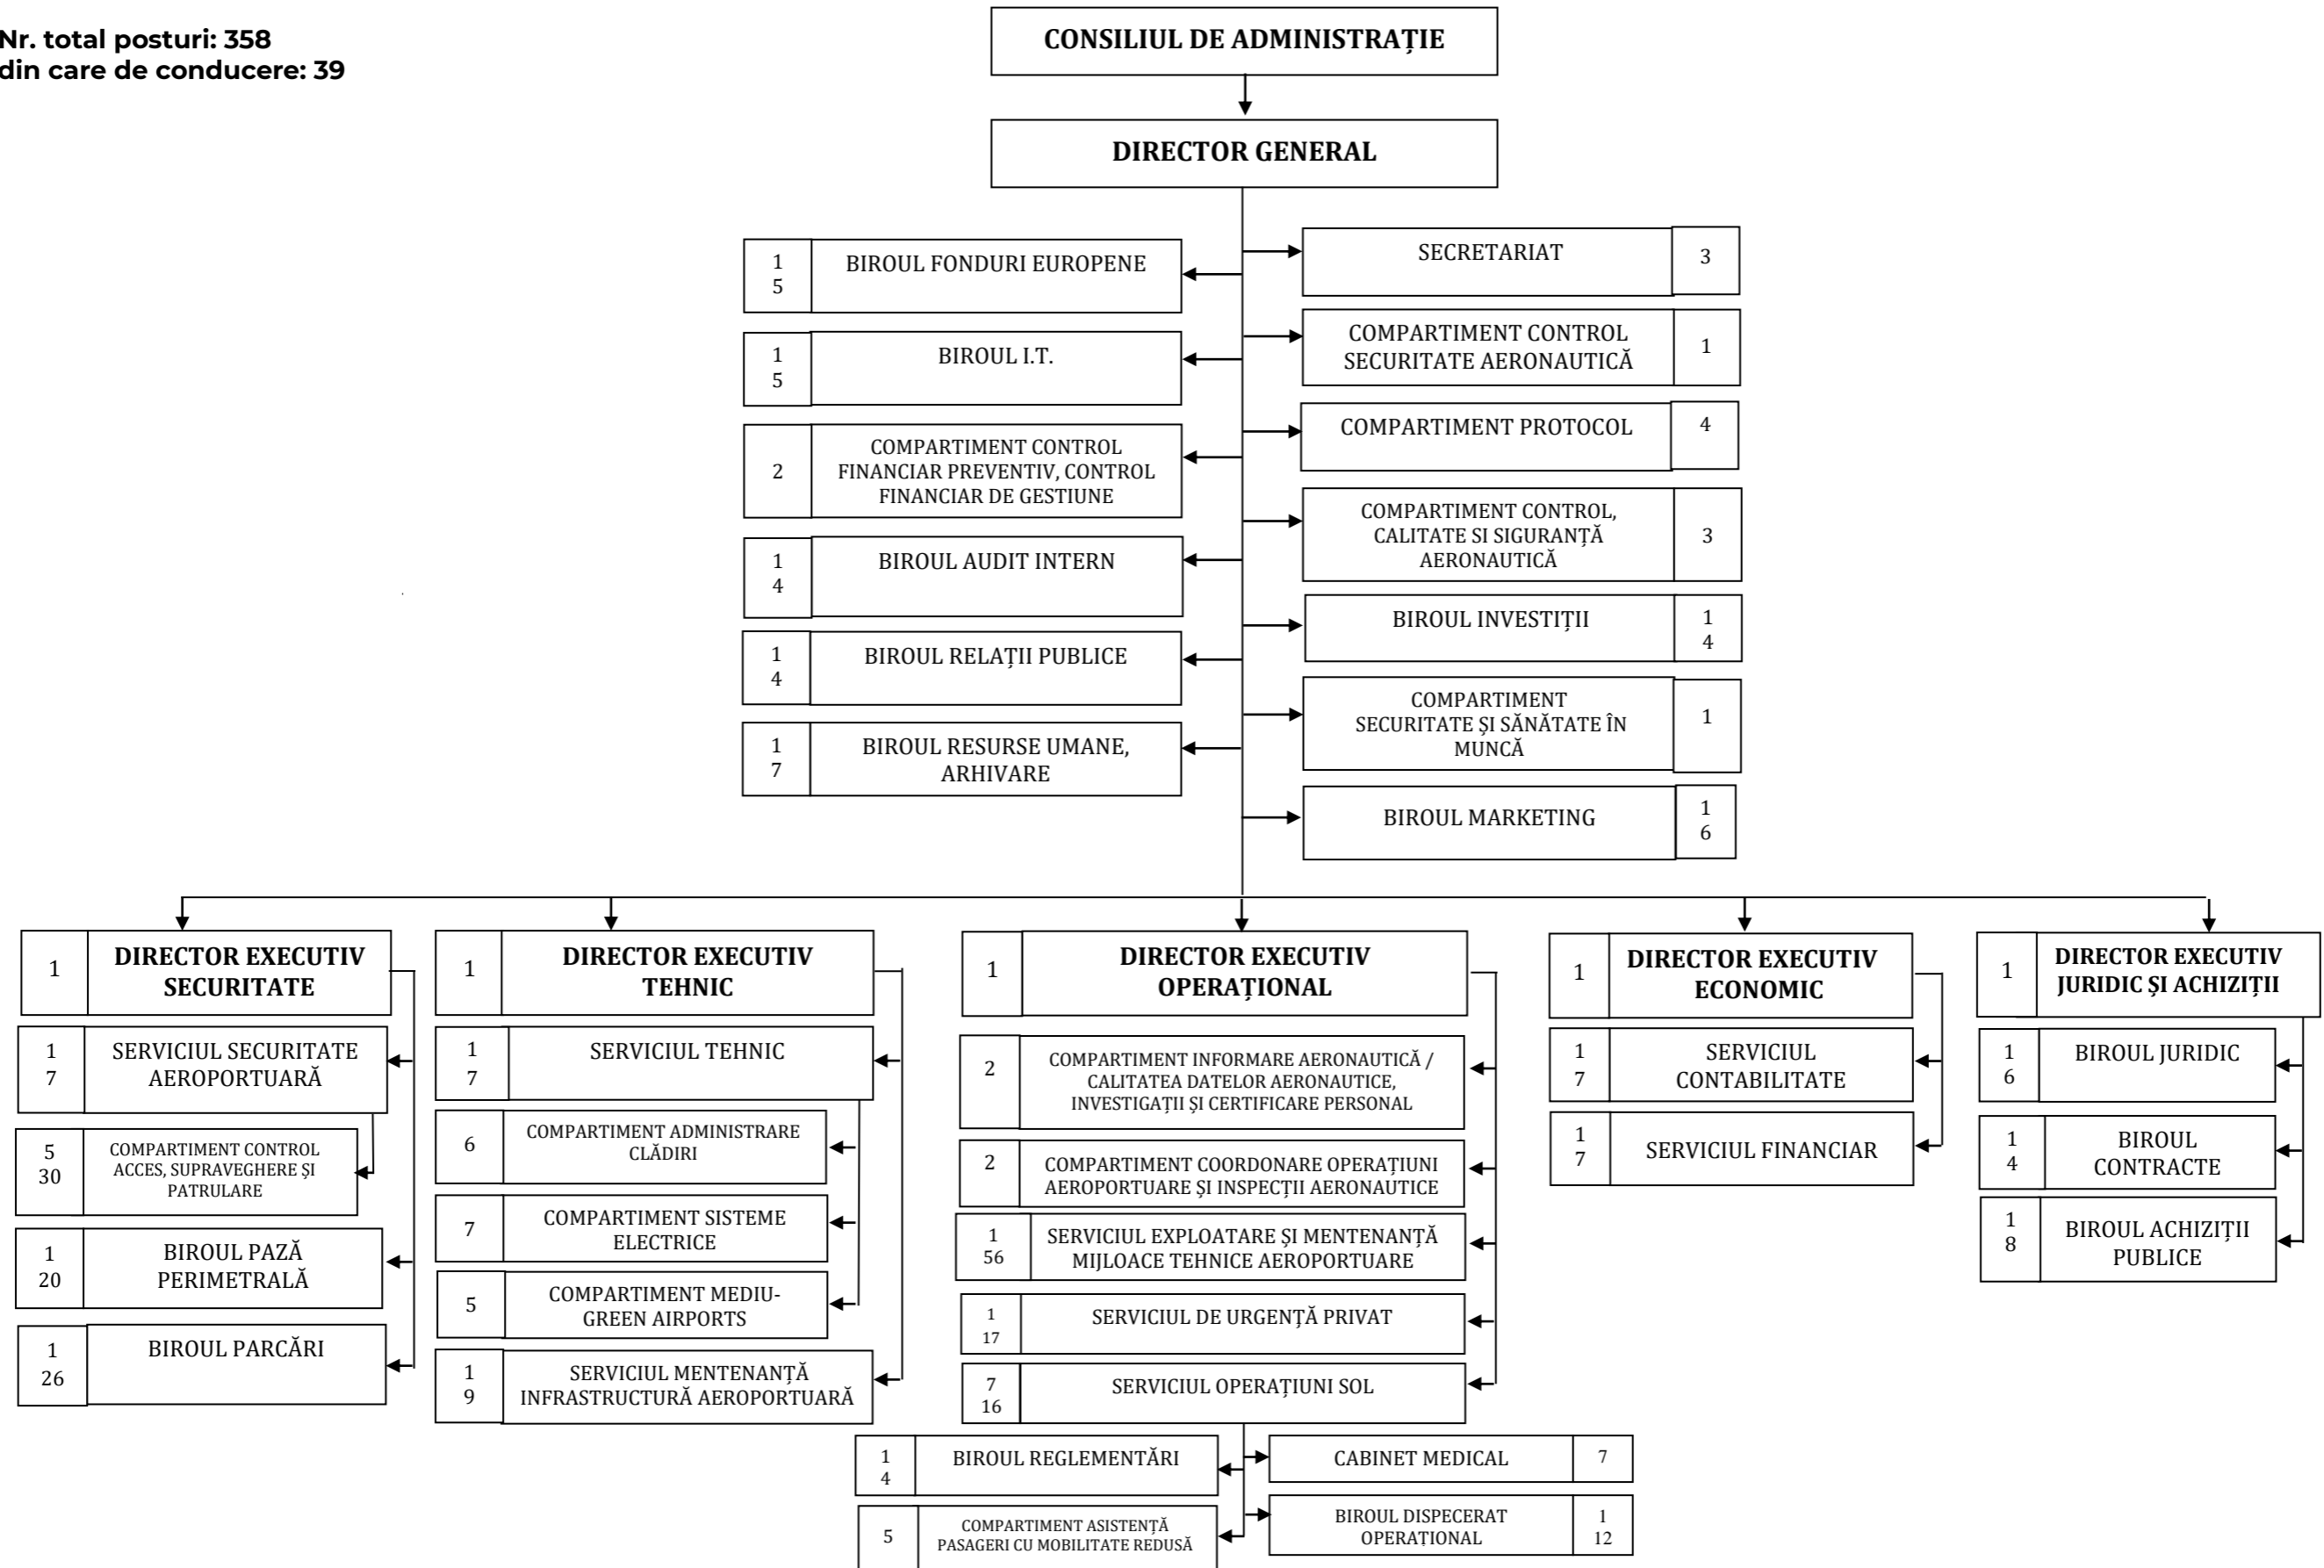 Nr. total posturi: 358
din care de conducere: 39
CONSILIUL DE ADMINISTRAȚIE
DIRECTOR GENERAL
1
5
BIROUL FONDURI EUROPENE
SECRETARIAT
3
COMPARTIMENT CONTROL
SECURITATE AERONAUTICĂ
1
1
5
BIROUL I.T.
COMPARTIMENT PROTOCOL
4
2
COMPARTIMENT CONTROL
FINANCIAR PREVENTIV, CONTROL
FINANCIAR DE GESTIUNE
COMPARTIMENT CONTROL,
CALITATE SI SIGURANȚĂ
AERONAUTICĂ
3
1
4
BIROUL AUDIT INTERN
BIROUL INVESTIȚII
1
4
1
4
BIROUL RELAȚII PUBLICE
COMPARTIMENT
SECURITATE ȘI SĂNĂTATE ÎN
MUNCĂ
1
1
7
BIROUL RESURSE UMANE,
ARHIVARE
BIROUL MARKETING
1
6
1
DIRECTOR EXECUTIV
SECURITATE
1
7
SERVICIUL SECURITATE
AEROPORTUARĂ
5
30
COMPARTIMENT CONTROL
ACCES, SUPRAVEGHERE ȘI
PATRULARE
1
20
BIROUL PAZĂ
PERIMETRALĂ
1
26
BIROUL PARCĂRI
1
DIRECTOR EXECUTIV
TEHNIC
1
7
SERVICIUL TEHNIC
6
COMPARTIMENT ADMINISTRARE
CLĂDIRI
7
COMPARTIMENT SISTEME
ELECTRICE
5
COMPARTIMENT MEDIU-
GREEN AIRPORTS
1
9
SERVICIUL MENTENANȚĂ
INFRASTRUCTURĂ AEROPORTUARĂ
1
DIRECTOR EXECUTIV
OPERAȚIONAL
2
COMPARTIMENT INFORMARE AERONAUTICĂ /
CALITATEA DATELOR AERONAUTICE,
INVESTIGAȚII ȘI CERTIFICARE PERSONAL
2
COMPARTIMENT COORDONARE OPERAȚIUNI
AEROPORTUARE ȘI INSPECȚII AERONAUTICE
1
56
SERVICIUL EXPLOATARE ȘI MENTENANȚĂ
MIJLOACE TEHNICE AEROPORTUARE
1
17
SERVICIUL DE URGENȚĂ PRIVAT
7
16
SERVICIUL OPERAȚIUNI SOL
1
4
BIROUL REGLEMENTĂRI
CABINET MEDICAL
7
5
COMPARTIMENT ASISTENȚĂ
PASAGERI CU MOBILITATE REDUSĂ
BIROUL DISPECERAT
OPERAȚIONAL
1
12
1
DIRECTOR EXECUTIV
ECONOMIC
1
7
SERVICIUL
CONTABILITATE
1
7
SERVICIUL FINANCIAR
1
DIRECTOR EXECUTIV
JURIDIC ȘI ACHIZIȚII
1
6
BIROUL JURIDIC
1
4
BIROUL
CONTRACTE
1
8
BIROUL ACHIZIȚII
PUBLICE